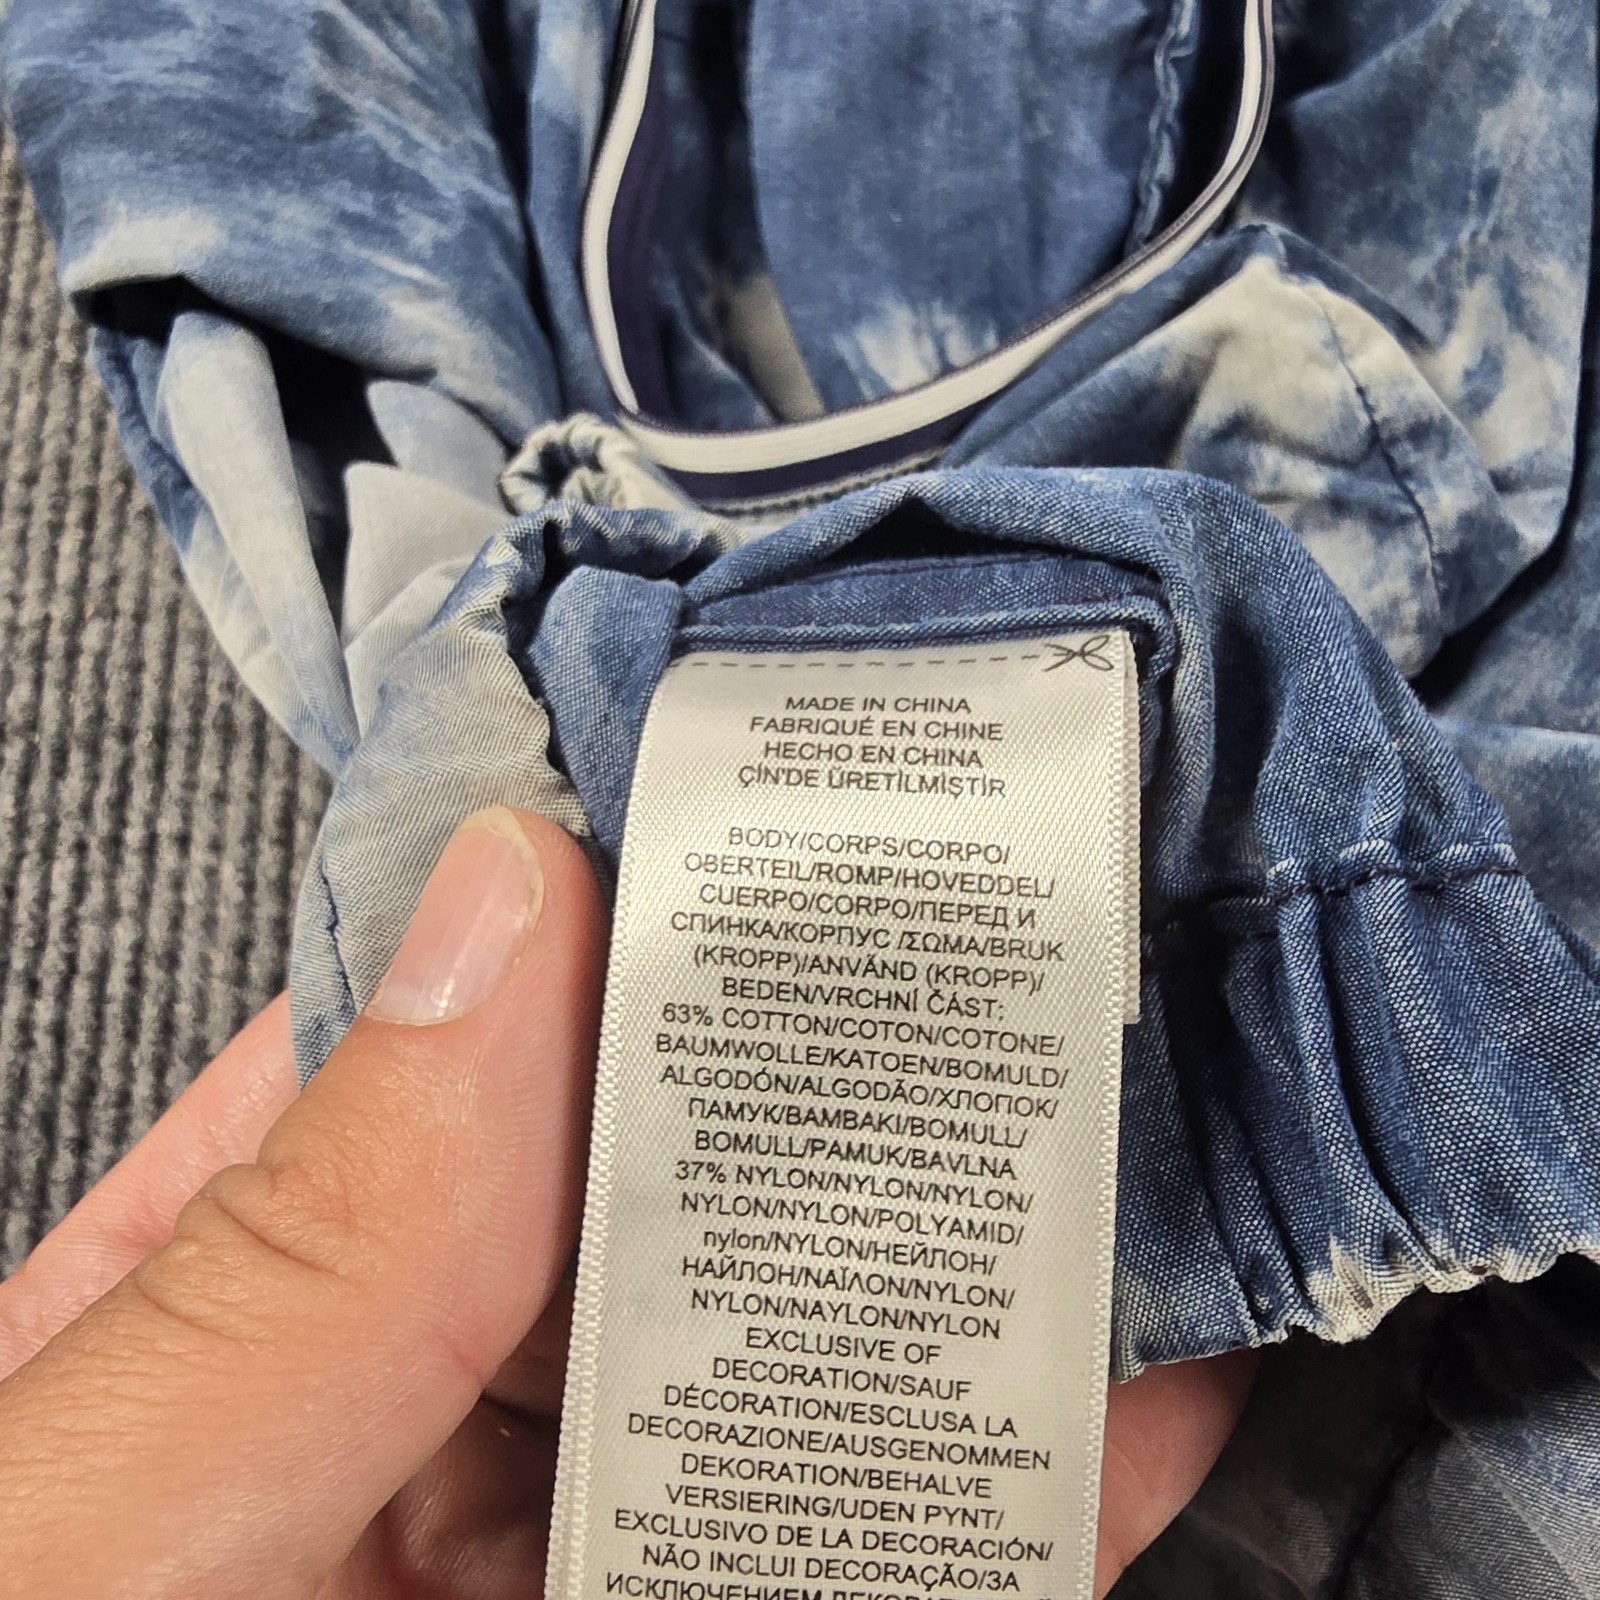 MADE IN CHINA
FABRIQUÉ EN CHINE
HECHO EN CHINA
ÇİN'DE ÜRETİLMİŞTİR
BODY/CORPS/CORPO/
OBERTEIL/ROMP/HOVEDDEL/
CUERPO/CORPO/ПЕРЕД И
СПИНКА/КОРПУС /ΣΩΜΑ/BRUK
(KROPP)/ANVÄND (KROPP)/
BEDEN/VRCHNÍ ČÁST:
63% COTTON/COTON/COTONE/
BAUMWOLLE/KATOEN/BOMULD/
ALGODÓN/ALGODÃO/ХЛОПОК/
ПАМУК/BAMBAKI/BOMULL/
BOMULL/PAMUK/BAVLNA
37% NYLON/NYLON/NYLON/
NYLON/NYLON/POLYAMID/
nylon/NYLON/НЕЙЛОН/
НАЙЛОН/ΝΑΪΛΟΝ/NYLON/
NYLON/NAYLON/NYLON
EXCLUSIVE OF
DECORATION/SAUF
DÉCORATION/ESCLUSA LA
DECORAZIONE/AUSGENOMMEN
DEKORATION/BEHALVE
VERSIERING/UDEN PYNT/
EXCLUSIVO DE LA DECORACIÓN/
NÃO INCLUI DECORAÇÃO/ЗА
ИСКЛЮЧЕНИЕМ